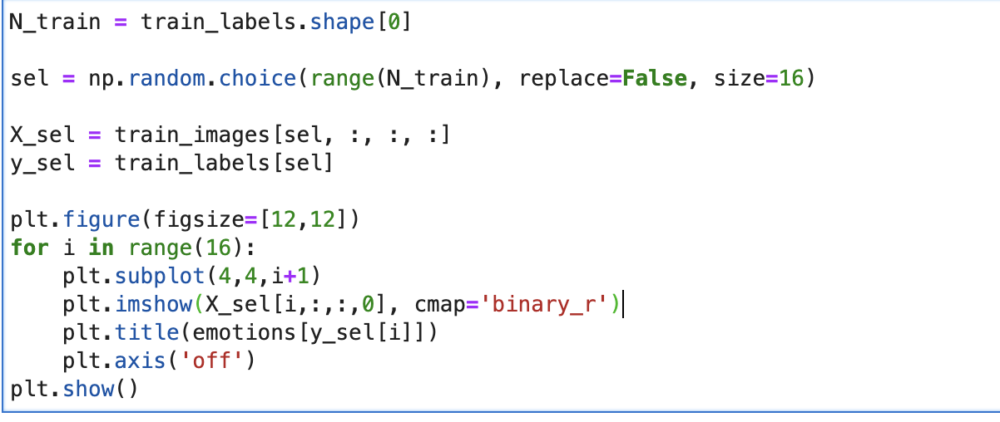 N_train = train_labels.shape[0]
sel = np.random.choice(range(N_train), replace=False, size=16)
X_sel = train_images[sel, :, :, :]
y_sel = train_labels[sel]
plt.figure(figsize=[12,12])
for i in range(16):
    plt.subplot(4,4,i+1)
    plt.imshow(X_sel[i,:,:,0], cmap='binary_r')
    plt.title(emotions[y_sel[i]])
    plt.axis('off')
plt.show()